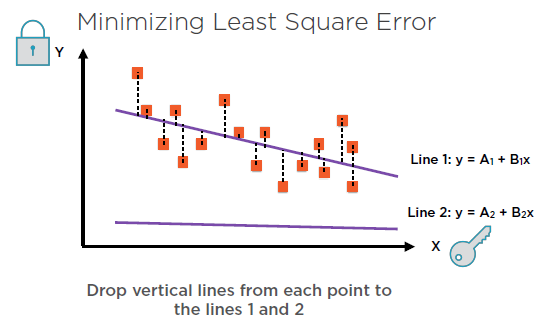 Minimizing Least Square Error
Y
Line 1: y = A₁ + B₁x
Line 2: y = A₂ + B₂x
X
Drop vertical lines from each point to
the lines 1 and 2